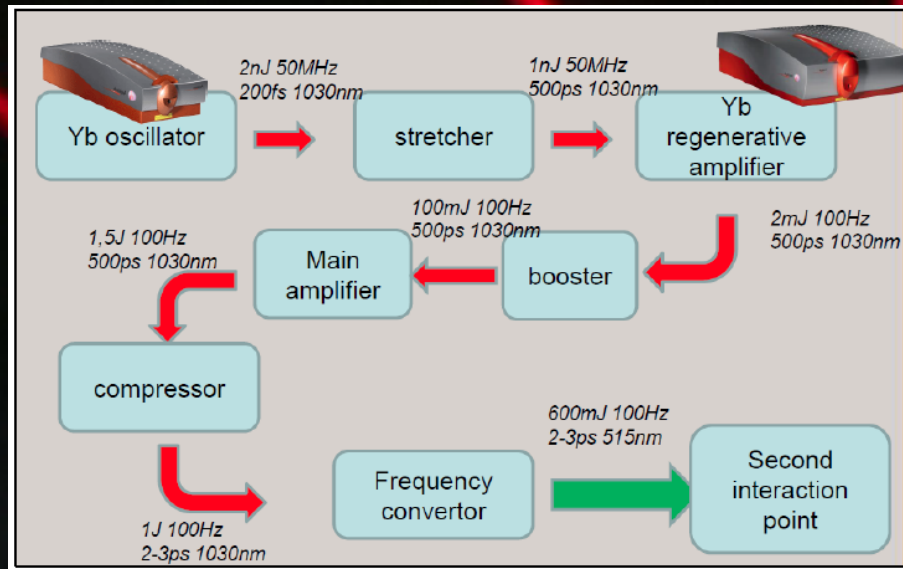 2nJ 50MHz
200fs 1030nm
1nJ 50MHz
500ps 1030nm
Yb oscillator
stretcher
Yb
regenerative
amplifier
2mJ 100Hz
500ps 1030nm
100mJ 100Hz
500ps 1030nm
1,5J 100Hz
500ps 1030nm
Main
amplifier
booster
compressor
1J 100Hz
2-3ps 1030nm
Frequency
convertor
600mJ 100Hz
2-3ps 515nm
Second
interaction
point